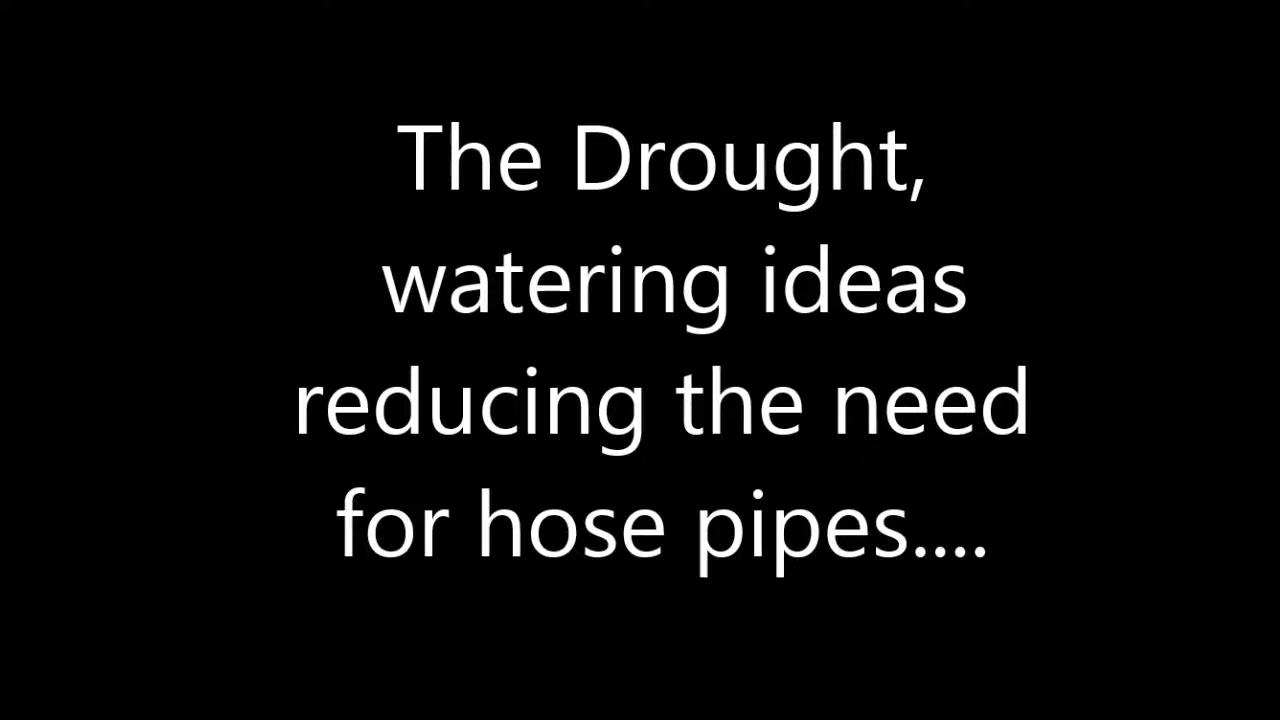 The Drought,
watering ideas
reducing the need
for hose pipes....